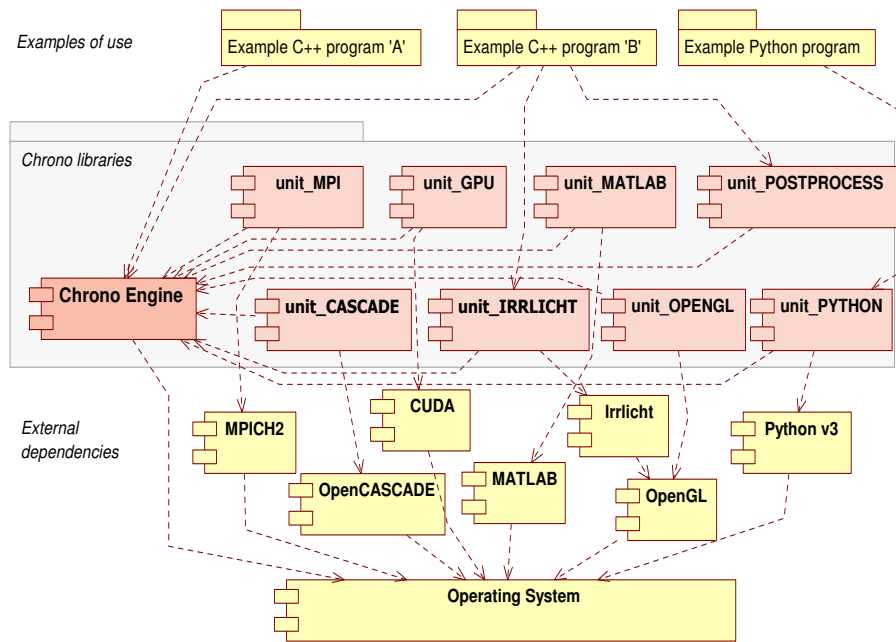 Examples of use
Example C++ program 'A'
Example C++ program 'B'
Example Python program
Chrono libraries
unit_MPI
unit_GPU
unit_MATLAB
unit_POSTPROCESS
Chrono Engine
unit_CASCADE
unit_IRRLICHT
unit_OPENGL
unit_PYTHON
External
dependencies
MPICH2
CUDA
Irrlicht
Python v3
OpenCASCADE
MATLAB
OpenGL
Operating System